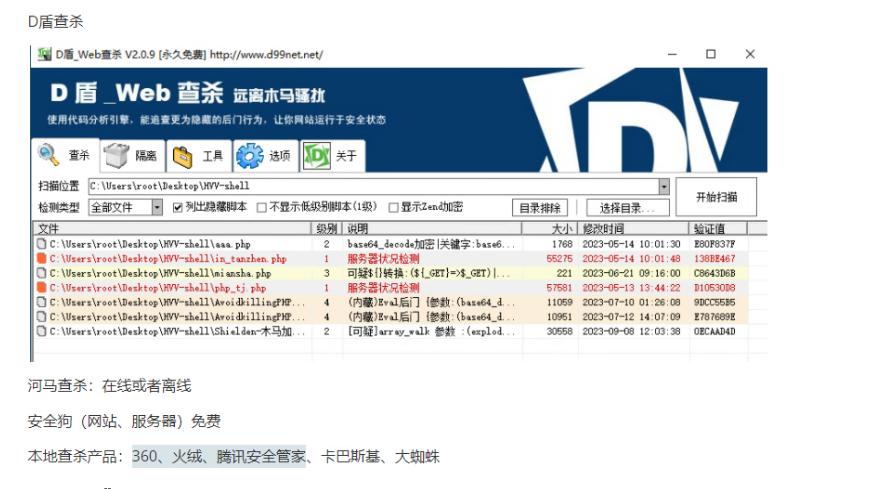 D盾查杀
D盾_Web查杀 V2.0.9 [永久免费] http://www.d99net.net/
D 盾_Web 查杀 远离木马骚扰
使用代码分析引擎,能追查更为隐藏的后门行为,让你网站运行于安全状态
查杀 隔离 工具 选项 关于
扫描位置 C:\Users\root\Desktop\HVV-shell 开始扫描
检测类型 全部文件 列出隐藏脚本 不显示低级别脚本(1级) 显示Zend加密 目录排除 选择目录...
文件 级别 说明 大小 修改时间 验证值
C:\Users\root\Desktop\HVV-shell\aaa.php 2 base64_decode加密|关键字:base6... 1768 2023-05-14 10:01:30 E80F837F
C:\Users\root\Desktop\HVV-shell\in_tanzhen.php 1 服务器状况检测 55275 2023-05-14 10:01:48 138BE467
C:\Users\root\Desktop\HVV-shell\miansha.php 3 可疑${}转换:(${_GET}=>$_GET)|... 221 2023-06-21 09:16:00 C8643D6B
C:\Users\root\Desktop\HVV-shell\php_tj.php 1 服务器状况检测 57581 2023-05-13 13:44:22 D10530D8
C:\Users\root\Desktop\HVV-shell\AvoidkillingPHP... 4 (内藏)Eval后门 {参数:(base64_d... 11059 2023-07-10 01:26:08 9DCC55B5
C:\Users\root\Desktop\HVV-shell\AvoidkillingPHP... 4 (内藏)Eval后门 {参数:(base64_d... 10951 2023-07-12 14:07:09 E787689E
C:\Users\root\Desktop\HVV-shell\Shielden-木马加... 2 [可疑]array_walk 参数 :(explod... 30558 2023-09-08 12:03:38 0ECAAD4D
河马查杀:在线或者离线
安全狗(网站、服务器)免费
本地查杀产品:360、火绒、腾讯安全管家、卡巴斯基、大蜘蛛